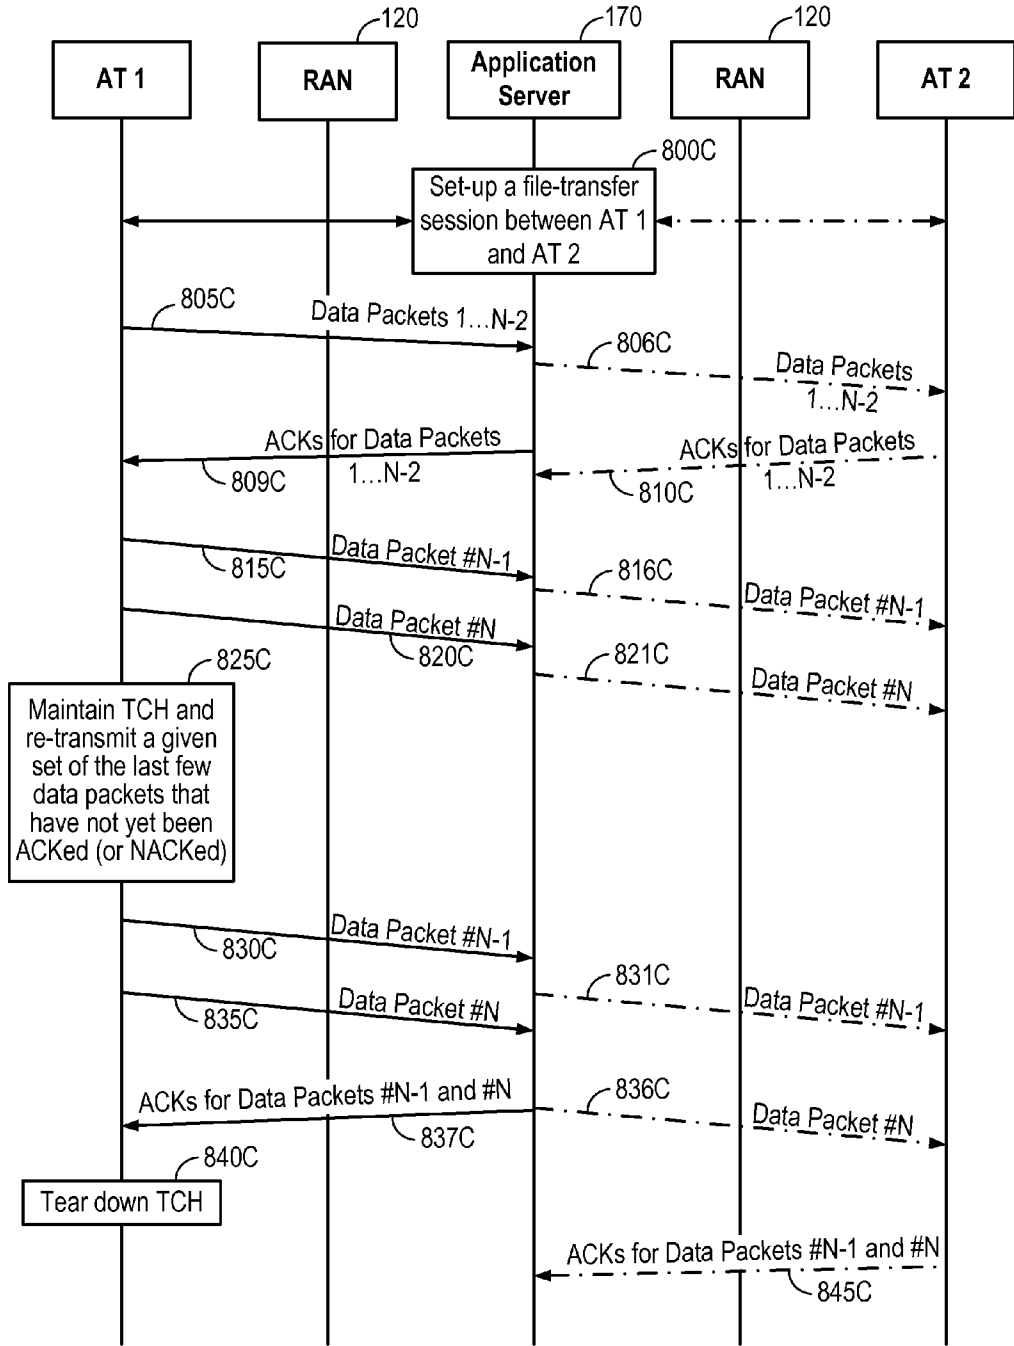 120
170
120
AT 1
RAN
Application
Server
RAN
AT 2
800C
Set-up a file-transfer
session between AT 1
and AT 2
805C
Data Packets 1...N-2
806C
Data Packets
1...N-2
ACKs for Data Packets
1...N-2
809C
ACKs for Data Packets
1...N-2
810C
Data Packet #N-1
815C
816C
Data Packet #N-1
Data Packet #N
820C
821C
Data Packet #N
825C
Maintain TCH and
re-transmit a given
set of the last few
data packets that
have not yet been
ACKed (or NACKed)
Data Packet #N-1
830C
831C
Data Packet #N-1
Data Packet #N
835C
ACKs for Data Packets #N-1 and #N
837C
836C
Data Packet #N
840C
Tear down TCH
ACKs for Data Packets #N-1 and #N
845C